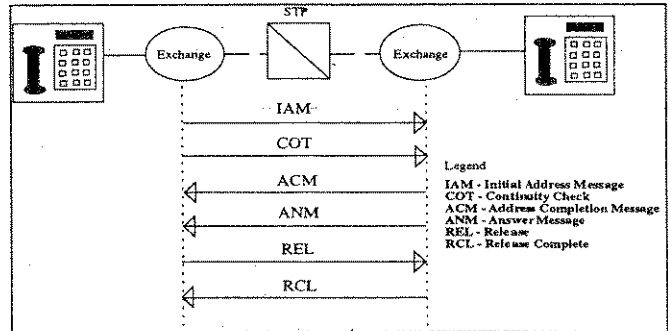 STP
Exchange
Exchange
IAM
COT
ACM
ANM
REL
RCL
Legend
IAM - Initial Address Message
COT - Continuity Check
ACM - Address Completion Message
ANM - Answer Message
REL - Release
RCL - Release Complete